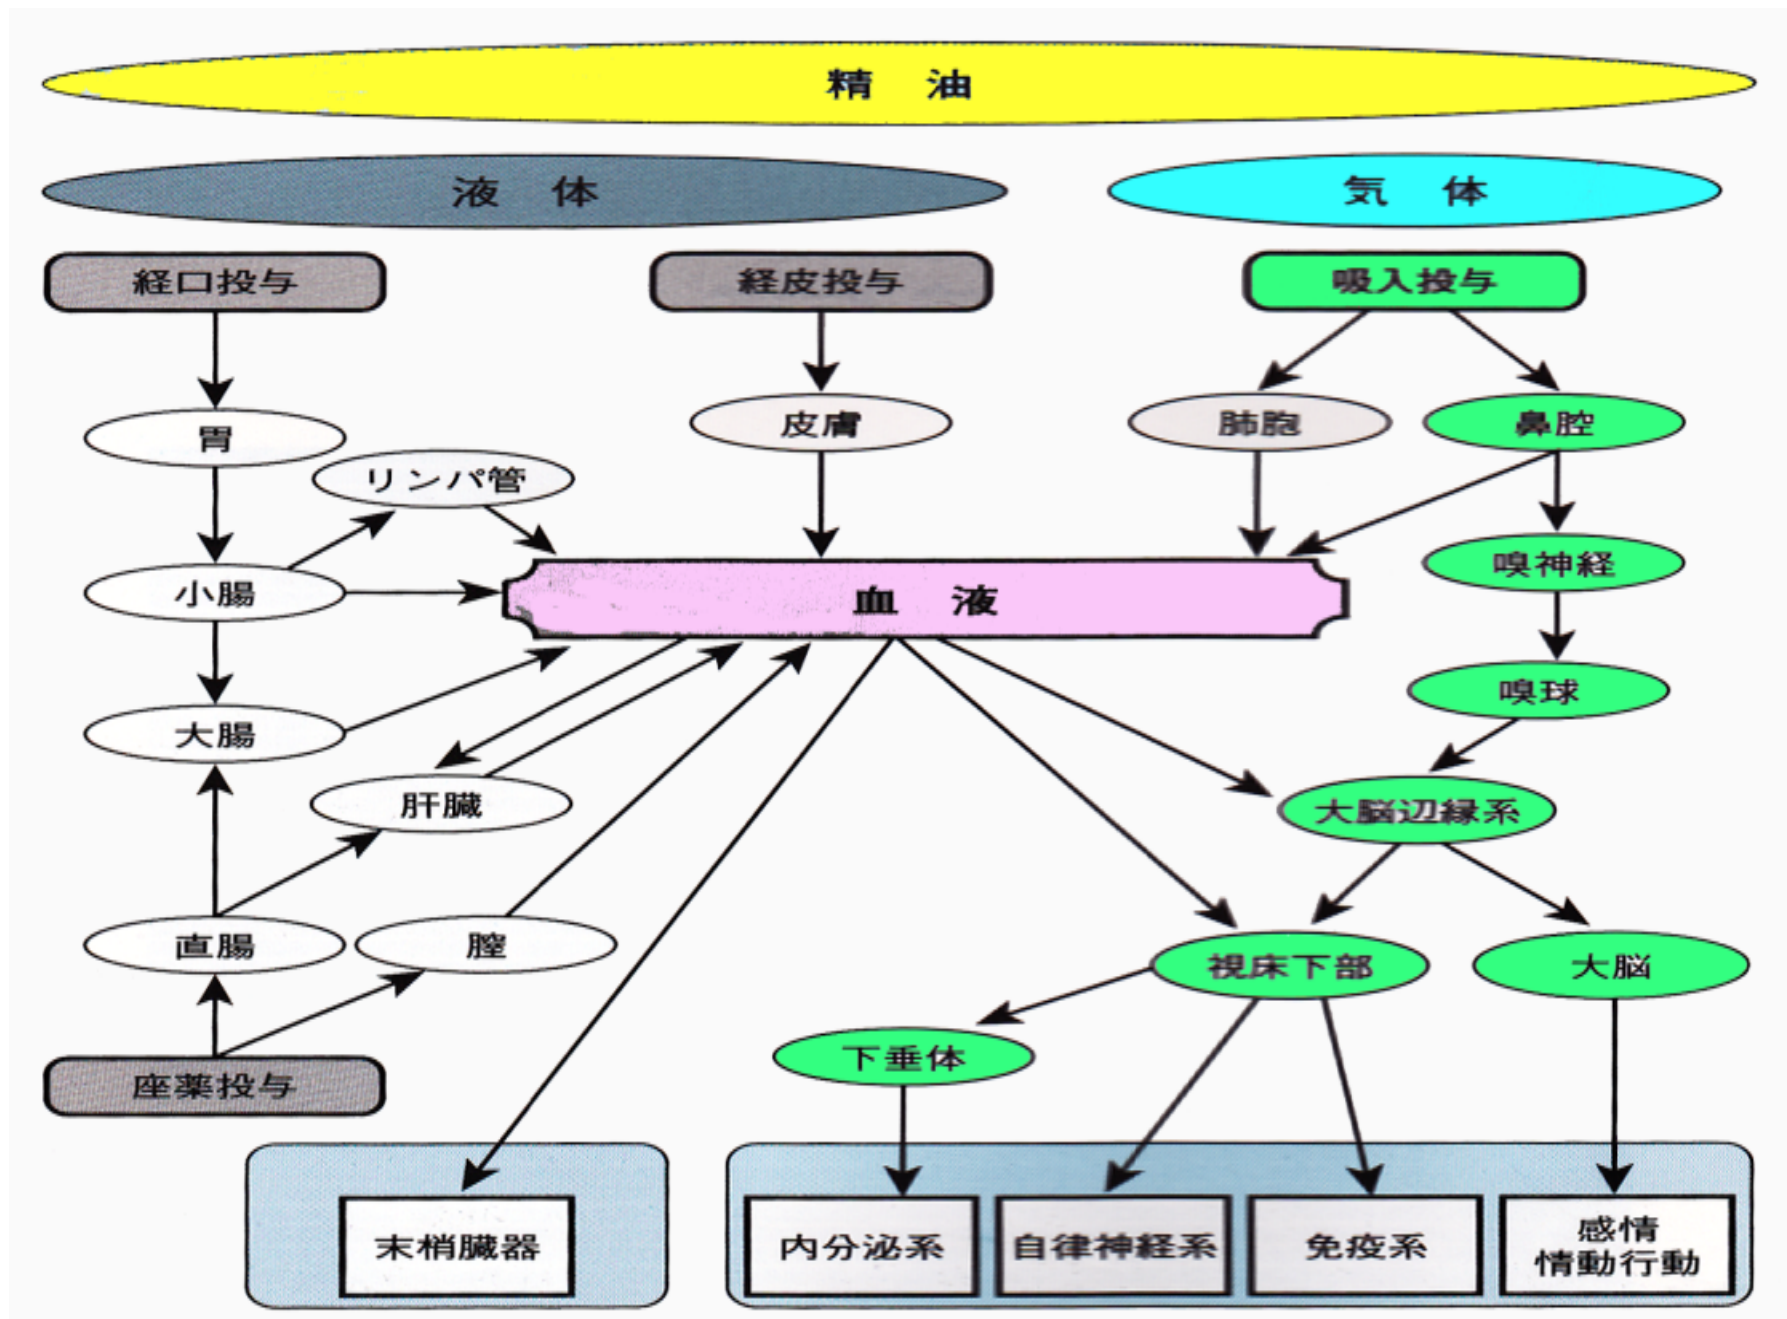 精 油
液 体
気 体
経口投与
経皮投与
吸入投与
胃
皮膚
肺胞
鼻腔
リンパ管
嗅神経
小腸
血 液
嗅球
大腸
肝臓
大脳辺縁系
直腸
膣
視床下部
大脳
下垂体
座薬投与
末梢臓器
内分泌系
自律神経系
免疫系
感情
情動行動